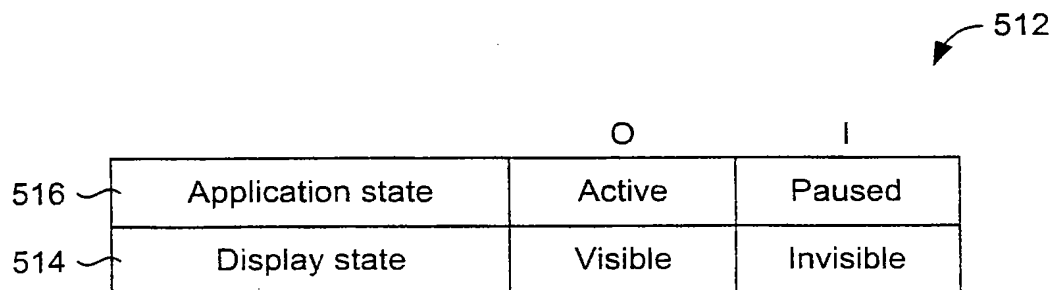 512
O I
516 Application state Active Paused
514 Display state Visible Invisible